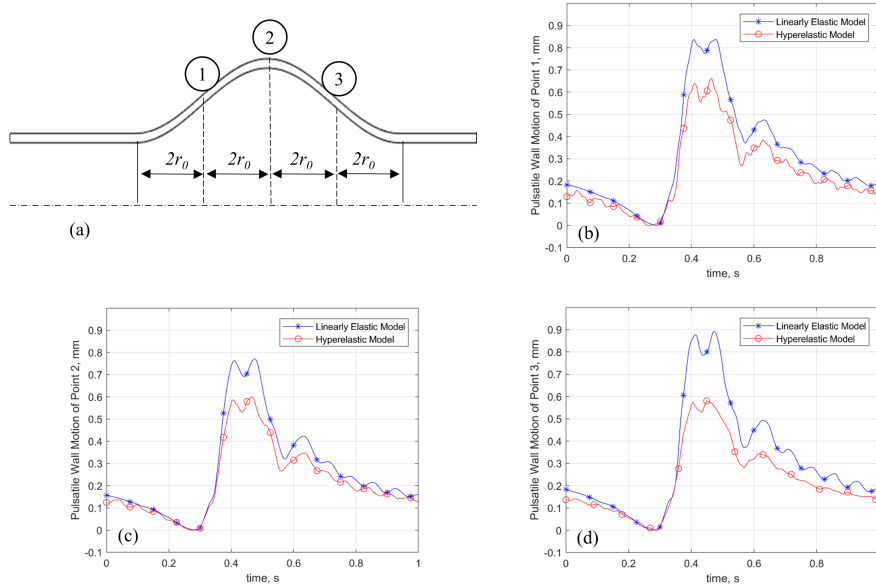 1
2
3
2r0 2r0 2r0 2r0
(a)
Pulsatile Wall Motion of Point 1, mm
0.9
0.8
0.7
0.6
0.5
0.4
0.3
0.2
0.1
0
-0.1
0 0.2 0.4 0.6 0.8
time, s
Linearly Elastic Model
Hyperelastic Model
(b)
Pulsatile Wall Motion of Point 2, mm
0.9
0.8
0.7
0.6
0.5
0.4
0.3
0.2
0.1
0
-0.1
0 0.2 0.4 0.6 0.8 1
time, s
Linearly Elastic Model
Hyperelastic Model
(c)
Pulsatile Wall Motion of Point 3, mm
0.9
0.8
0.7
0.6
0.5
0.4
0.3
0.2
0.1
0
-0.1
0 0.2 0.4 0.6 0.8
time, s
Linearly Elastic Model
Hyperelastic Model
(d)